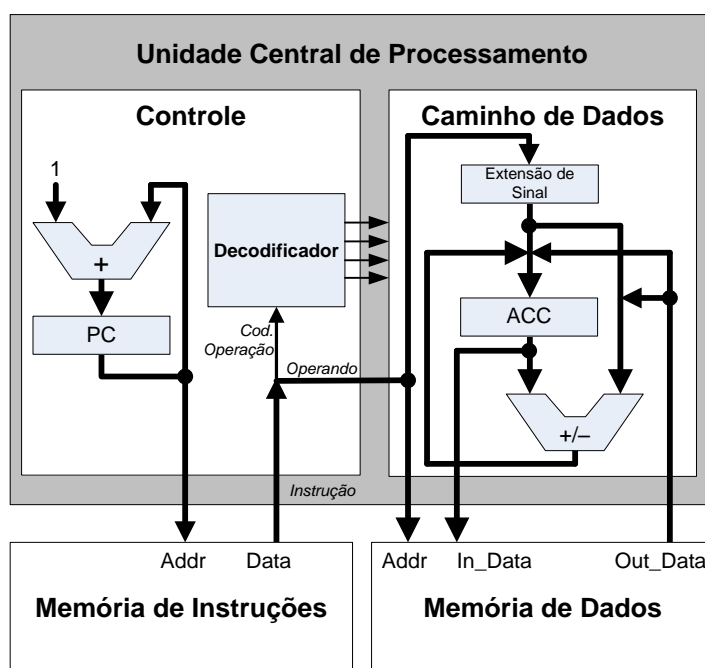 Unidade Central de Processamento
Controle
1
+
PC
Decodificador
Cod.
Operação
Operando
Instrução
Caminho de Dados
Extensão de
Sinal
ACC
+/–
Addr
Data
Memória de Instruções
Addr
In_Data
Out_Data
Memória de Dados